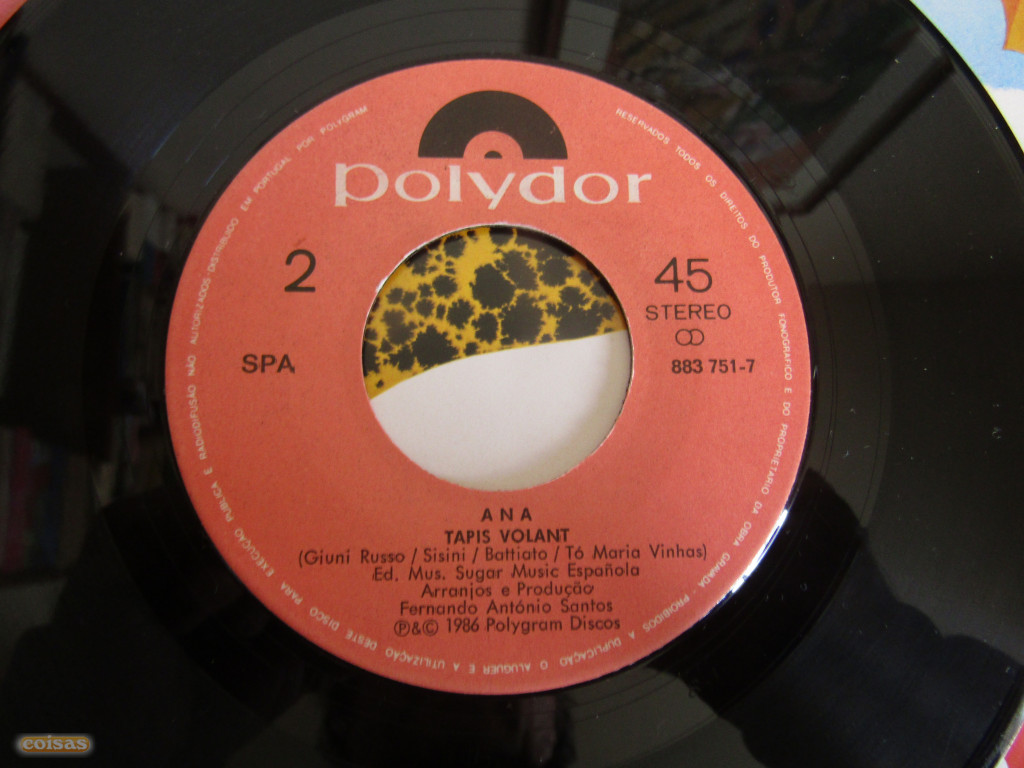 polydor
2
45
STEREO
SPA
883 751-7
ANA
TAPIS VOLANT
(Giuni Russo / Sisini / Battiato / Tó Maria Vinhas)
Ed. Mus. Sugar Music Española
Arranjos e Produção
Fernando António Santos
℗&© 1986 Polygram Discos
RESERVADOS TODOS OS DIREITOS DO PRODUTOR FONOGRÁFICO E DO PROPRIETÁRIO DA OBRA GRAVADA PROIBIDOS A DUPLICAÇÃO O ALUGUER E A UTILIZAÇÃO DESTE DISCO PARA EXECUÇÃO PÚBLICA E RADIODIFUSÃO NÃO AUTORIZADOS-DISTRIBUIDO EM PORTUGAL POR POLYGRAM
coisas